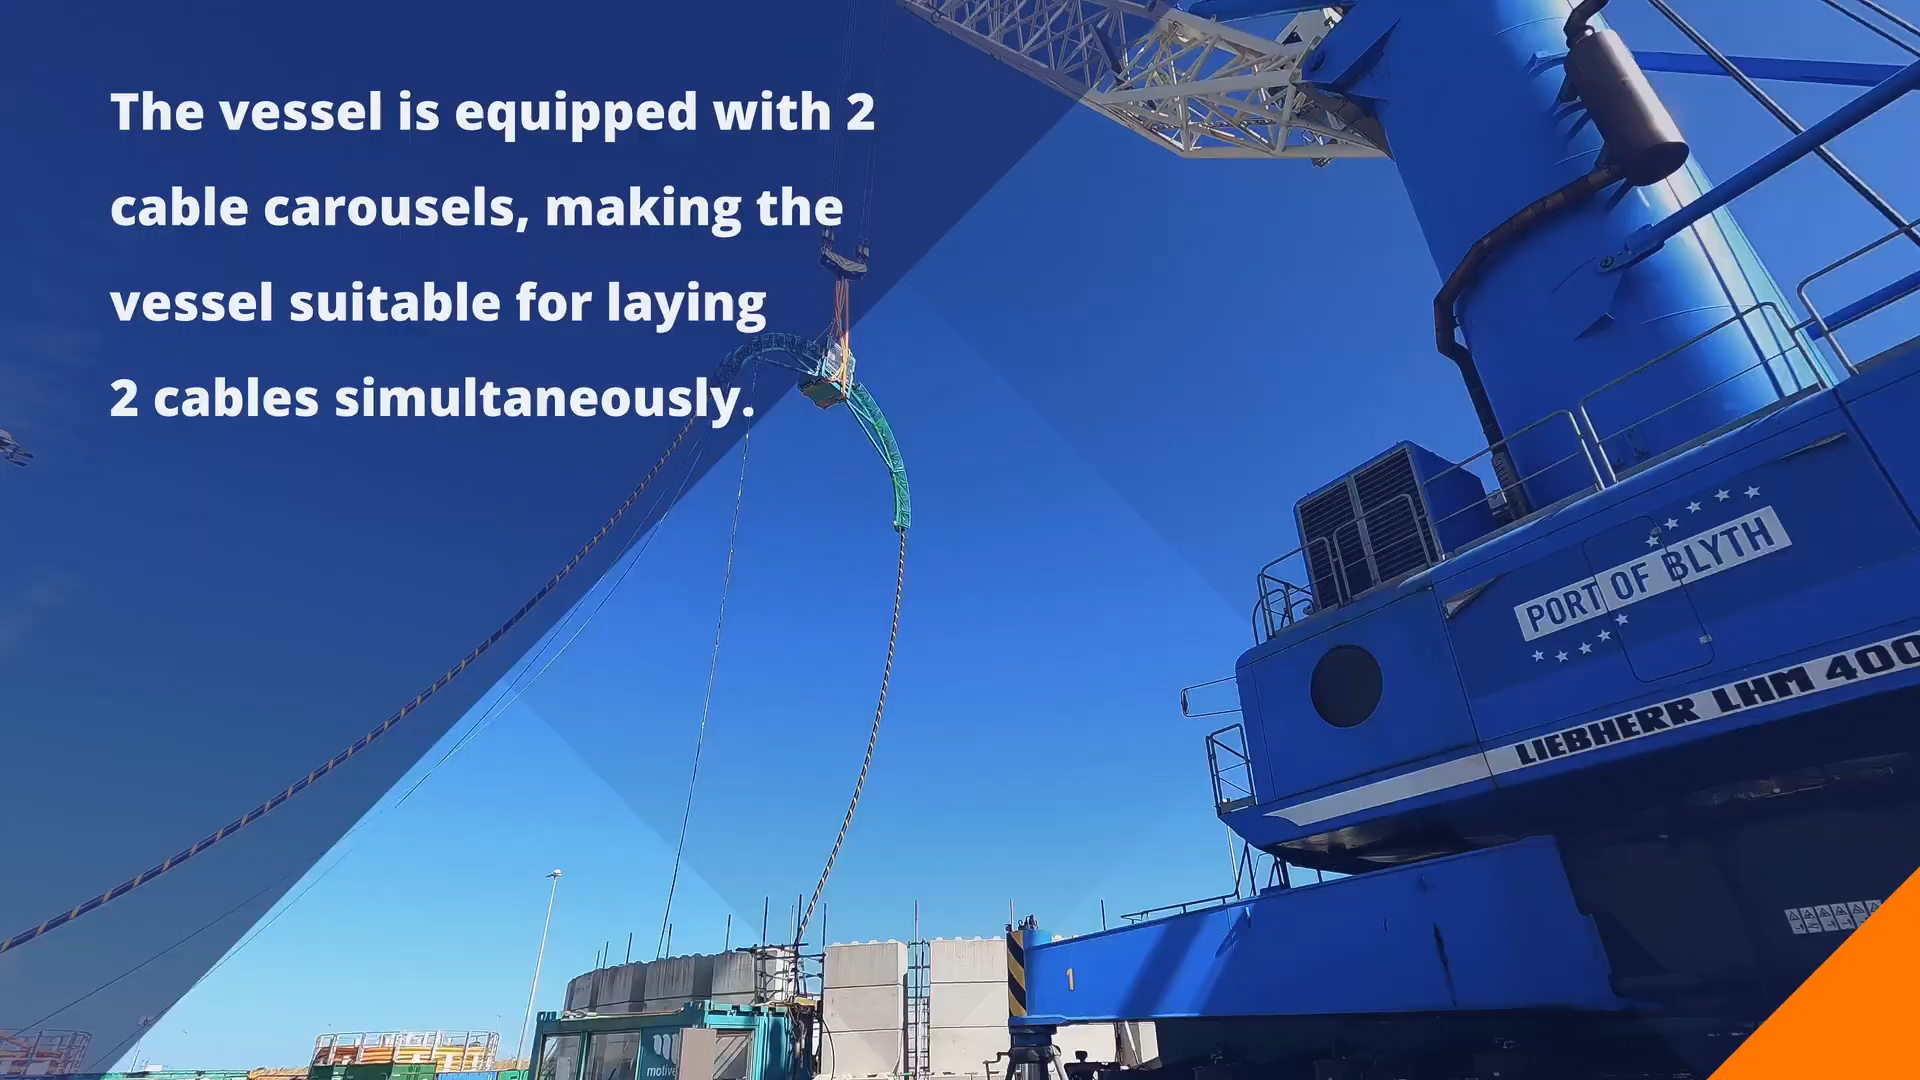 The vessel is equipped with 2
cable carousels, making the
vessel suitable for laying
2 cables simultaneously.
PORT OF BLYTH
LIEBHERR LHM 400
1
motive